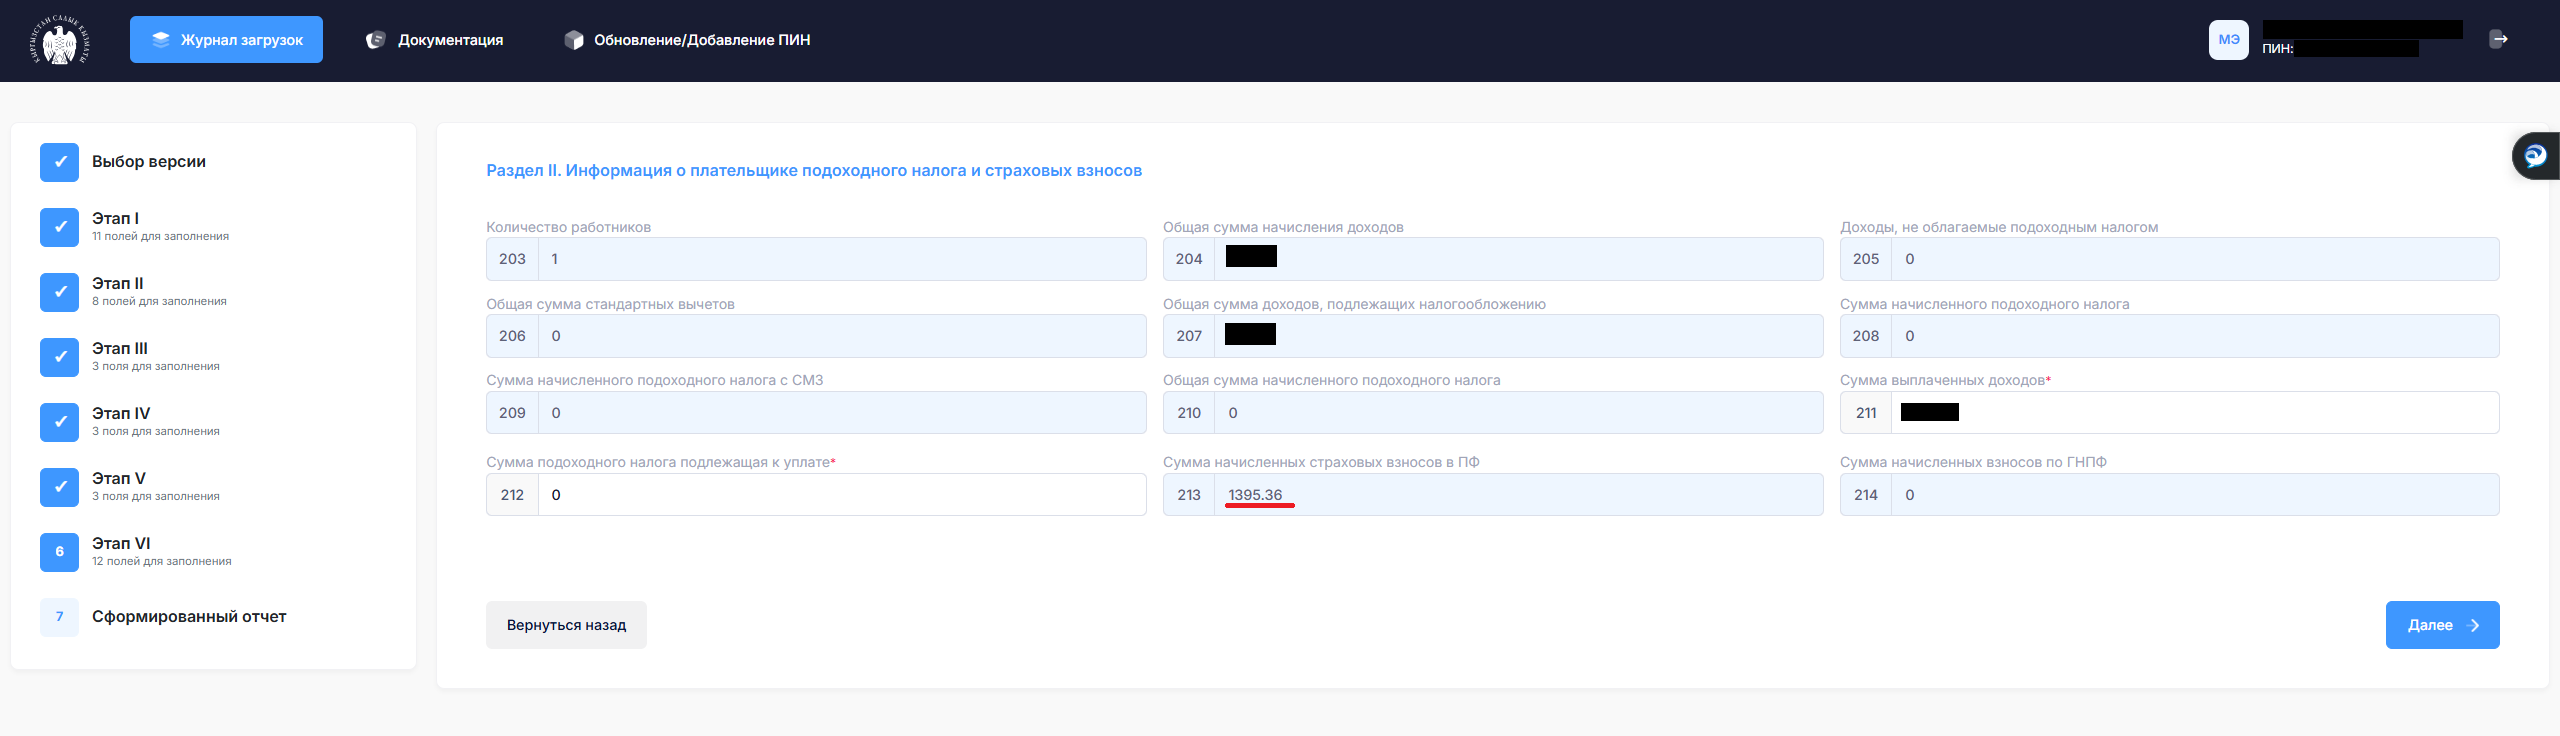 КЫРГЫЗСТАН САЛЫК КЫЗМАТЫ
Журнал загрузок
Документация
Обновление/Добавление ПИН
МЭ
ПИН:
Выбор версии
Этап I
11 полей для заполнения
Этап II
8 полей для заполнения
Этап III
3 поля для заполнения
Этап IV
3 поля для заполнения
Этап V
3 поля для заполнения
6
Этап VI
12 полей для заполнения
7
Сформированный отчет
Раздел II. Информация о плательщике подоходного налога и страховых взносов
Количество работников
203 1
Общая сумма начисления доходов
204
Доходы, не облагаемые подоходным налогом
205 0
Общая сумма стандартных вычетов
206 0
Общая сумма доходов, подлежащих налогообложению
207
Сумма начисленного подоходного налога
208 0
Сумма начисленного подоходного налога с СМЗ
209 0
Общая сумма начисленного подоходного налога
210 0
Сумма выплаченных доходов*
211
Сумма подоходного налога подлежащая к уплате*
212 0
Сумма начисленных страховых взносов в ПФ
213 1395.36
Сумма начисленных взносов по ГНПФ
214 0
Вернуться назад
Далее